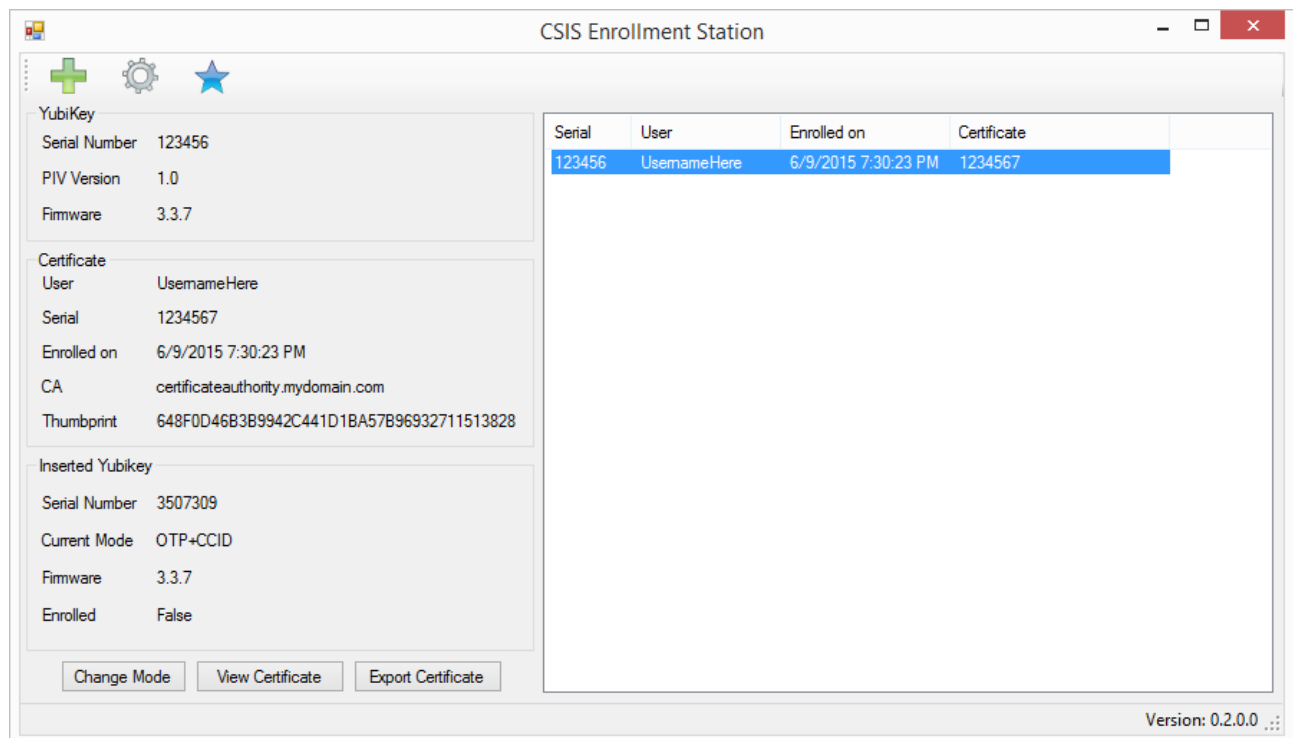 CSIS Enrollment Station
YubiKey
Serial Number 123456
PIV Version 1.0
Firmware 3.3.7
Certificate
User UsernameHere
Serial 1234567
Enrolled on 6/9/2015 7:30:23 PM
CA certificateauthority.mydomain.com
Thumbprint 648F0D46B3B9942C441D1BA57B96932711513828
Inserted Yubikey
Serial Number 3507309
Current Mode OTP+CCID
Firmware 3.3.7
Enrolled False
Change Mode View Certificate Export Certificate
Serial User Enrolled on Certificate
123456 UsernameHere 6/9/2015 7:30:23 PM 1234567
Version: 0.2.0.0